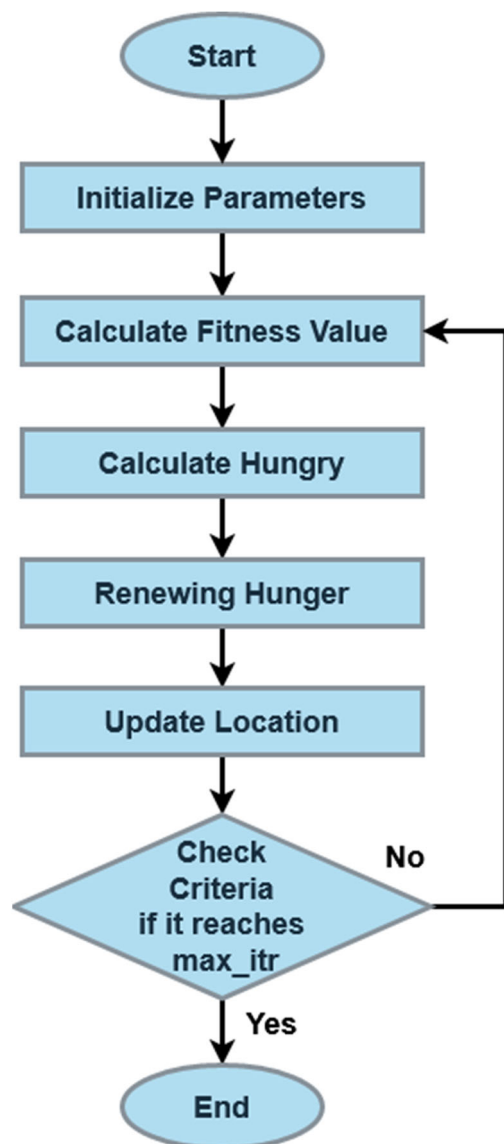 Start
Initialize Parameters
Calculate Fitness Value
Calculate Hungry
Renewing Hunger
Update Location
Check
Criteria
if it reaches
max_itr
No
Yes
End